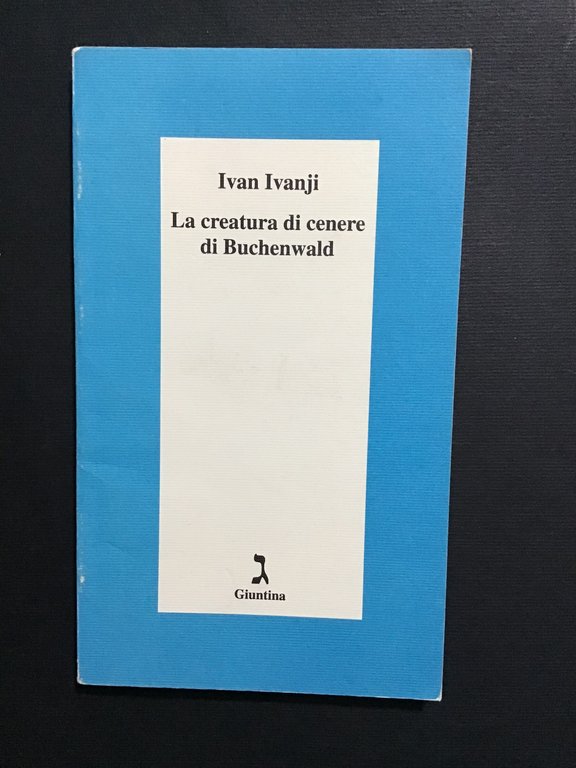 Ivan Ivanji
La creatura di cenere
di Buchenwald
ג
Giuntina